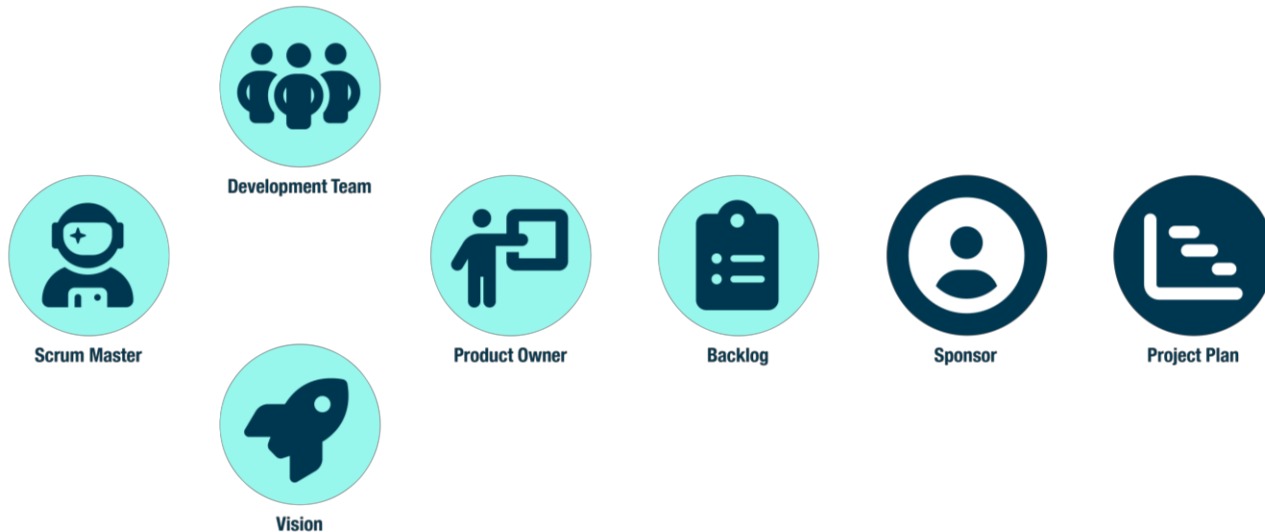 Development Team
Scrum Master
Product Owner
Backlog
Sponsor
Project Plan
Vision